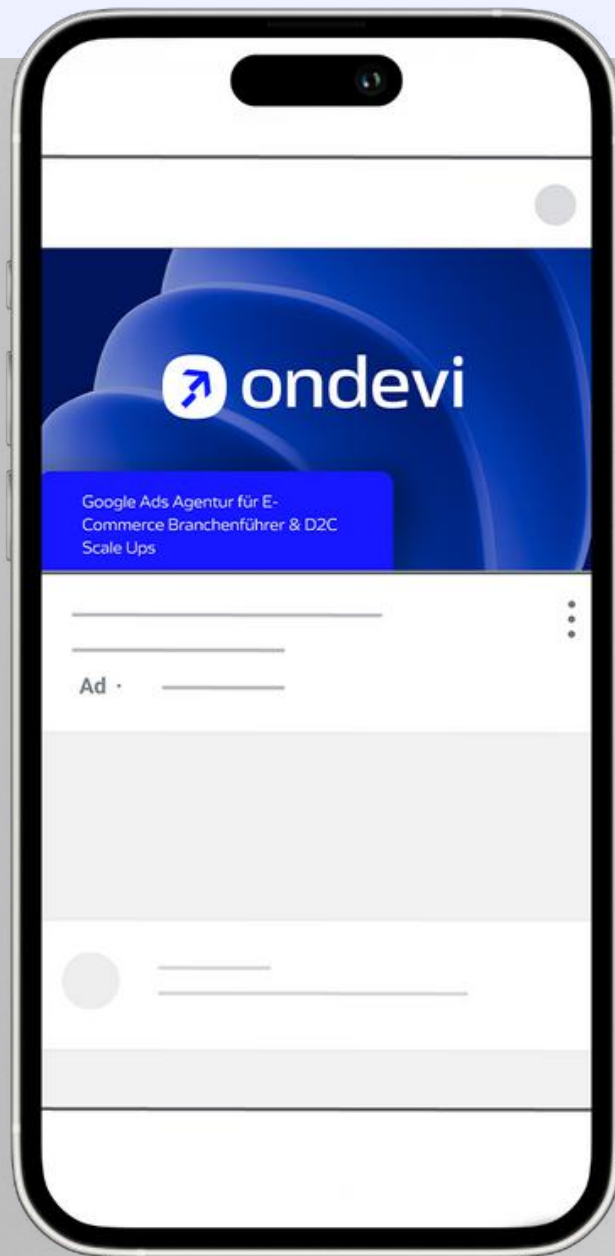 ondevi
Google Ads Agentur für E-
Commerce Branchenführer & D2C
Scale Ups
Ad ·